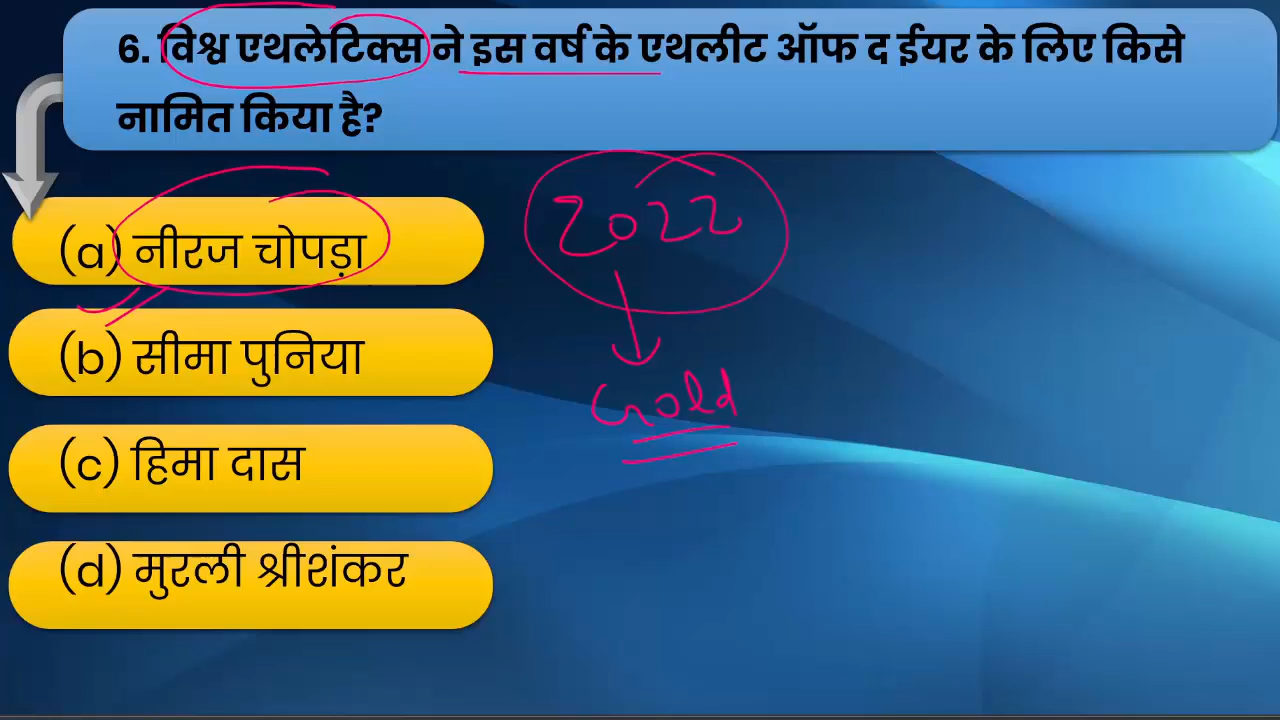 6. विश्व एथलेटिक्स ने इस वर्ष के एथलीट ऑफ द ईयर के लिए किसे
नामित किया है?
(a) नीरज चोपड़ा
2022
(b) सीमा पुनिया
Gold
(c) हिमा दास
(d) मुरली श्रीशंकर